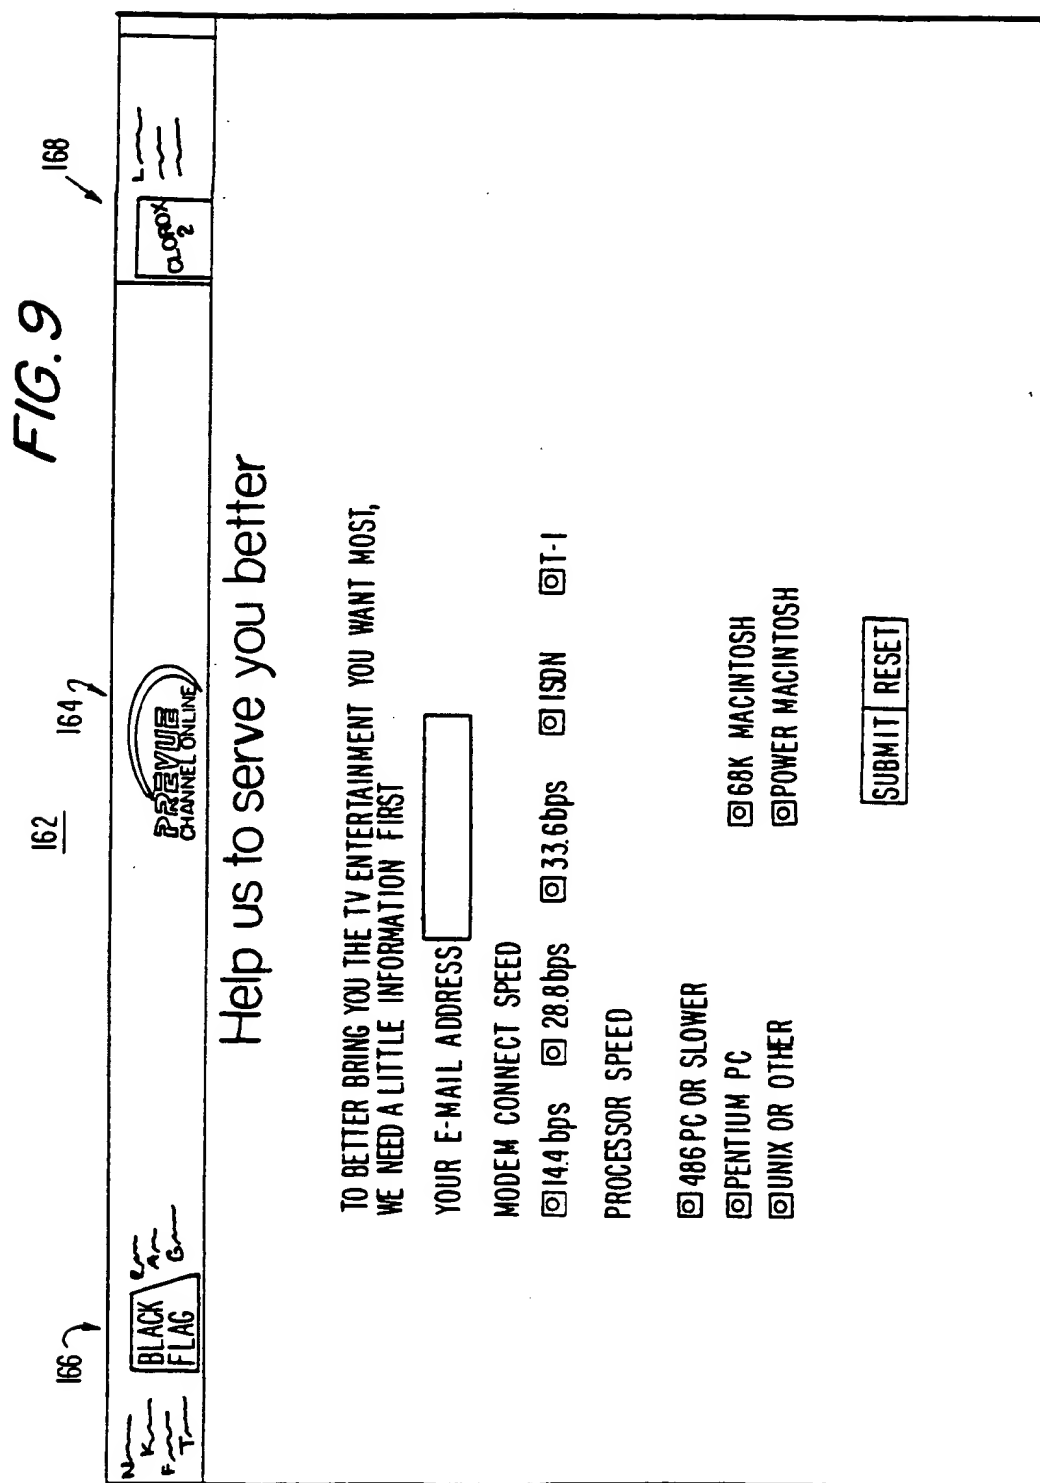 FIG. 9
162
164
166
168
N
K
F
T
BLACK
FLAG
R
A
G
PREVUE
CHANNEL ONLINE
CLOROX
2
L
Help us to serve you better
TO BETTER BRING YOU THE TV ENTERTAINMENT YOU WANT MOST,
WE NEED A LITTLE INFORMATION FIRST
YOUR E-MAIL ADDRESS
MODEM CONNECT SPEED
14.4 bps 28.8bps 33.6bps ISDN T-1
PROCESSOR SPEED
486 PC OR SLOWER 68K MACINTOSH
PENTIUM PC POWER MACINTOSH
UNIX OR OTHER
SUBMIT RESET